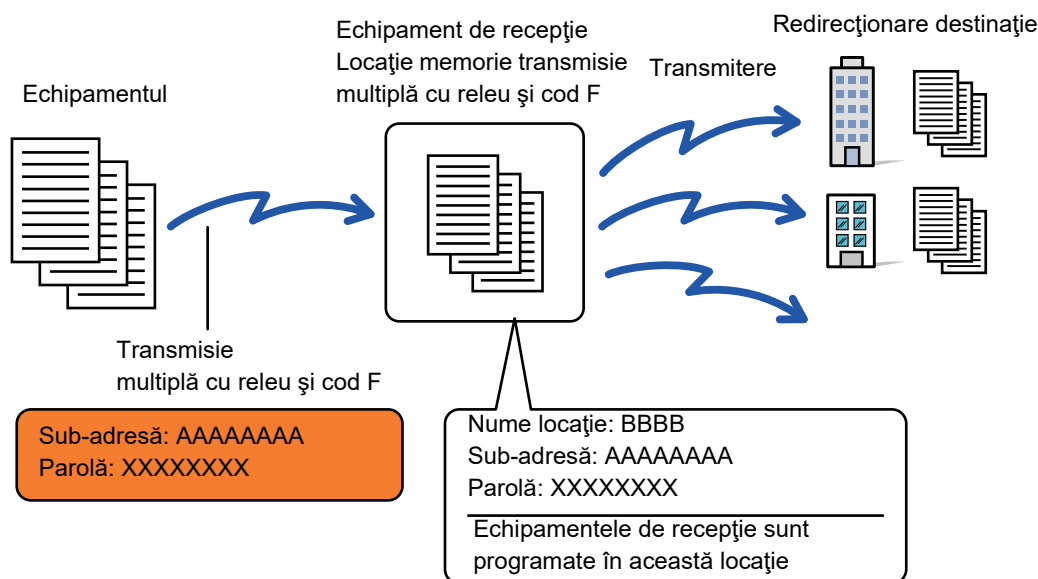 Echipamentul
Echipament de recepţie
Locaţie memorie transmisie
multiplă cu releu şi cod F
Transmitere
Redirecţionare destinaţie
Transmisie
multiplă cu releu şi cod F
Sub-adresă: AAAAAAAA
Parolă: XXXXXXXX
Nume locaţie: BBBB
Sub-adresă: AAAAAAAA
Parolă: XXXXXXXX
Echipamentele de recepţie sunt
programate în această locaţie